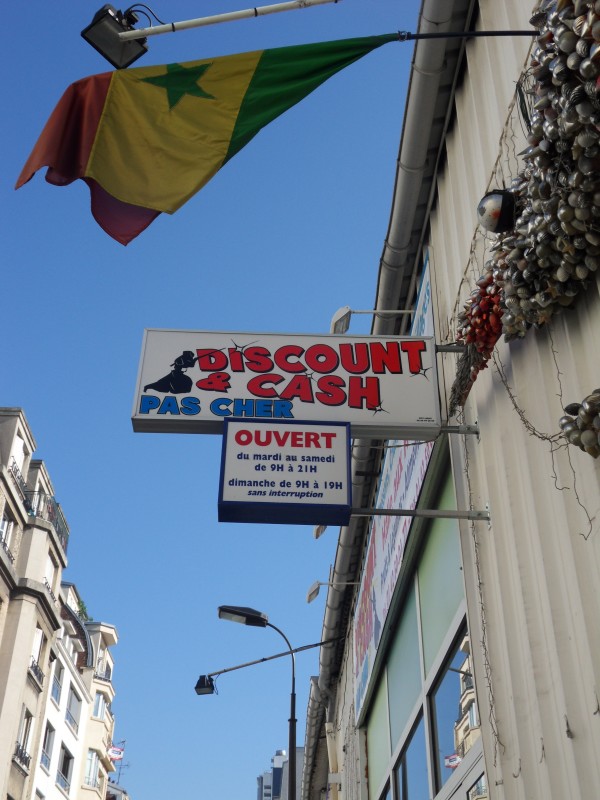 DISCOUNT
& CASH
PAS CHER
OUVERT
du mardi au samedi
de 9H à 21H
dimanche de 9H à 19H
sans interruption